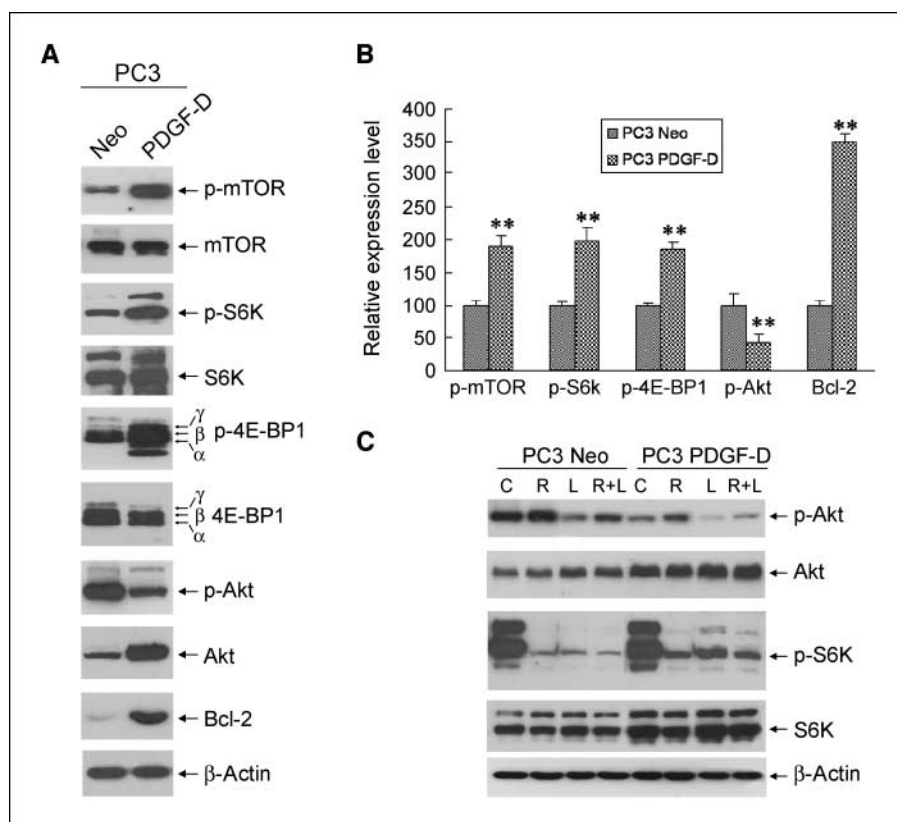 A
PC3
Neo
PDGF-D
p-mTOR
mTOR
p-S6K
S6K
γ
β p-4E-BP1
α
γ
β 4E-BP1
α
p-Akt
Akt
Bcl-2
β-Actin
B
Relative expression level
400
350
300
250
200
150
100
50
0
PC3 Neo
PC3 PDGF-D
**
**
**
**
**
p-mTOR p-S6k p-4E-BP1 p-Akt Bcl-2
C
PC3 Neo PC3 PDGF-D
C R L R+L C R L R+L
p-Akt
Akt
p-S6K
S6K
β-Actin